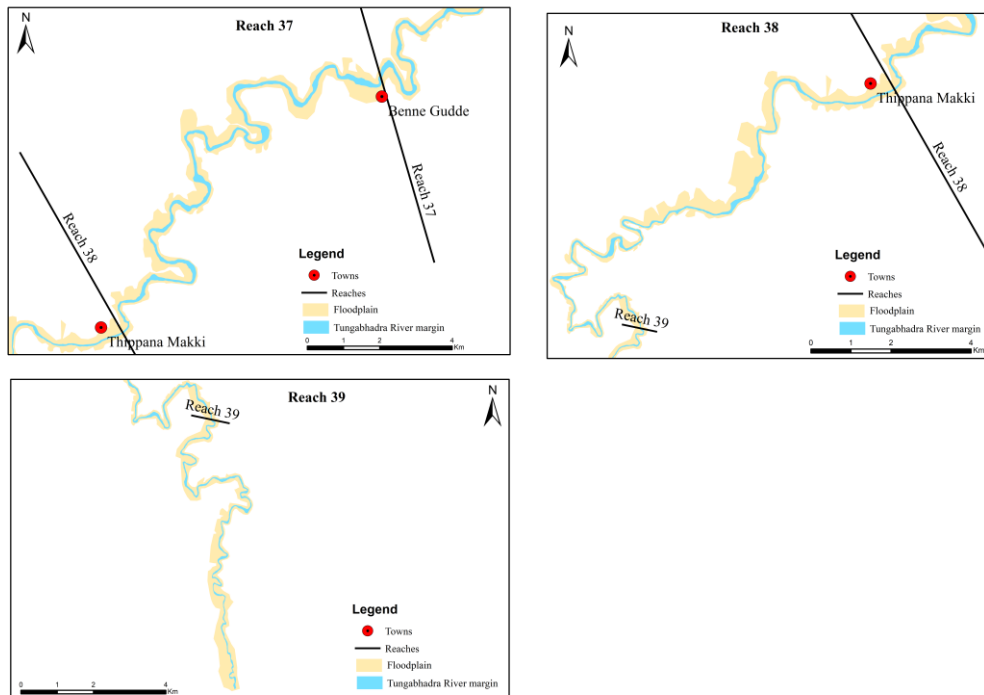 N
Reach 37
Benne Gudde
Reach 37
Reach 38
Thippana Makki
Legend
Towns
Reaches
Floodplain
Tungabhadra River margin
0 1 2 4
Km
N
Reach 38
Thippana Makki
Reach 38
Reach 39
Legend
Towns
Reaches
Floodplain
Tungabhadra River margin
0 1 2 4
Km
Reach 39
N
Reach 39
Legend
Towns
Reaches
Floodplain
Tungabhadra River margin
0 1 2 4
Km